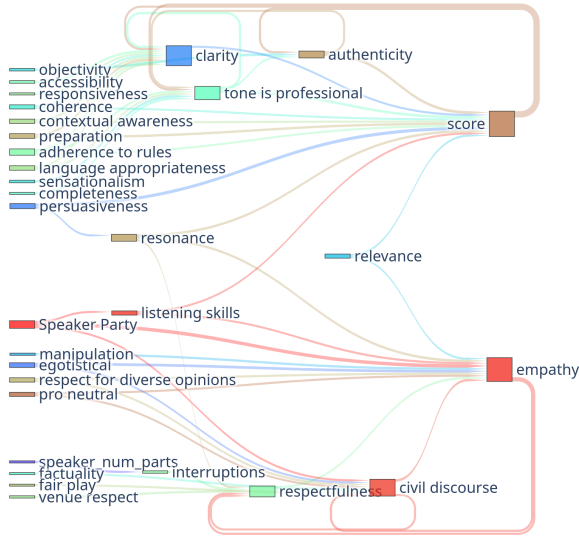 clarity
authenticity
objectivity
accessibility
responsiveness
tone is professional
coherence
contextual awareness
score
preparation
adherence to rules
language appropriateness
sensationalism
completeness
persuasiveness
resonance
relevance
listening skills
Speaker Party
manipulation
egotistical
empathy
respect for diverse opinions
pro neutral
speaker_num_parts
interruptions
factuality
fair play
venue respect
respectfulness
civil discourse